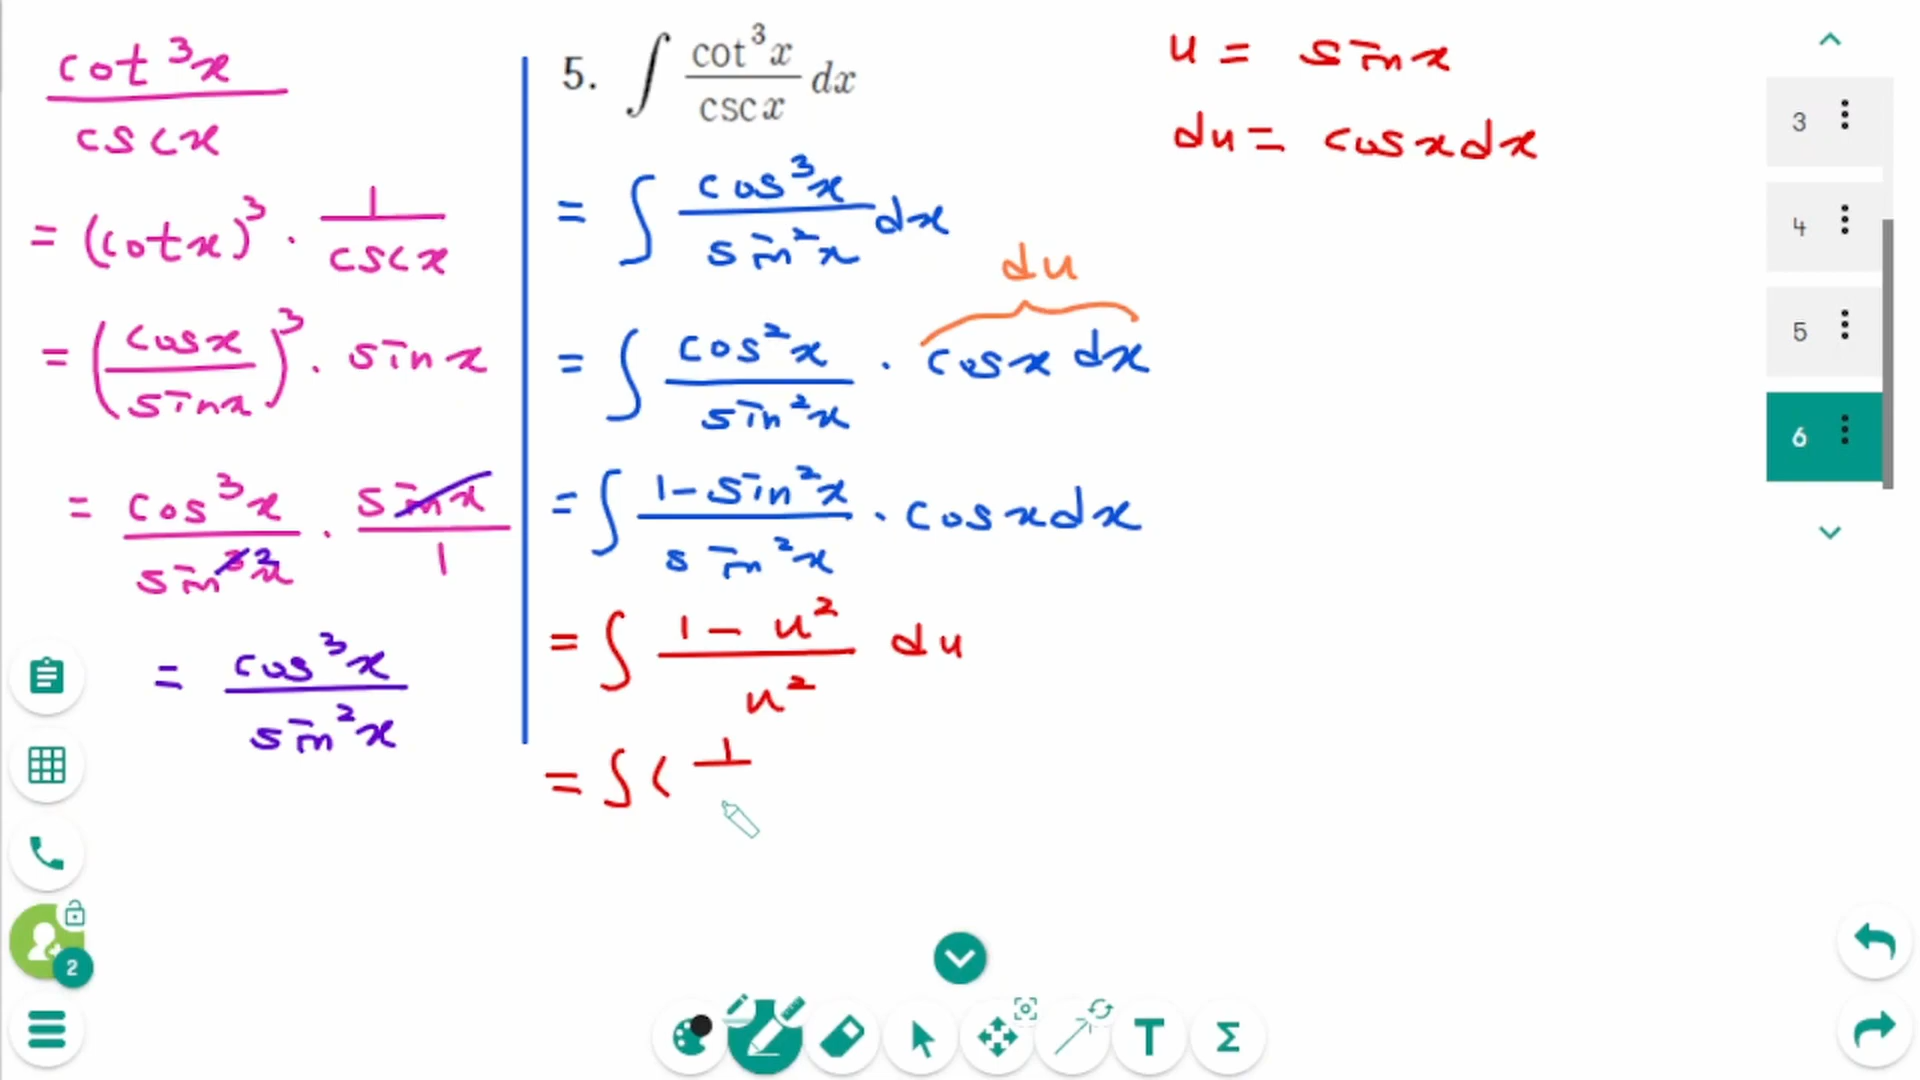 cot³x
cscx
= (cotx)³ · 1/cscx
= (cosx/sinx)³ · sinx
= cos³x/sin³²x · sinx/1
= cos³x/sin²x
5. ∫ cot³x/csc x dx
= ∫ cos³x/sin²x dx
du
= ∫ cos²x/sin²x · cosx dx
= ∫ 1-sin²x/sin²x · cosxdx
= ∫ 1-u²/u² du
= ∫ ( 1
u = sinx
du = cosxdx
3
4
5
6
2
T
Σ